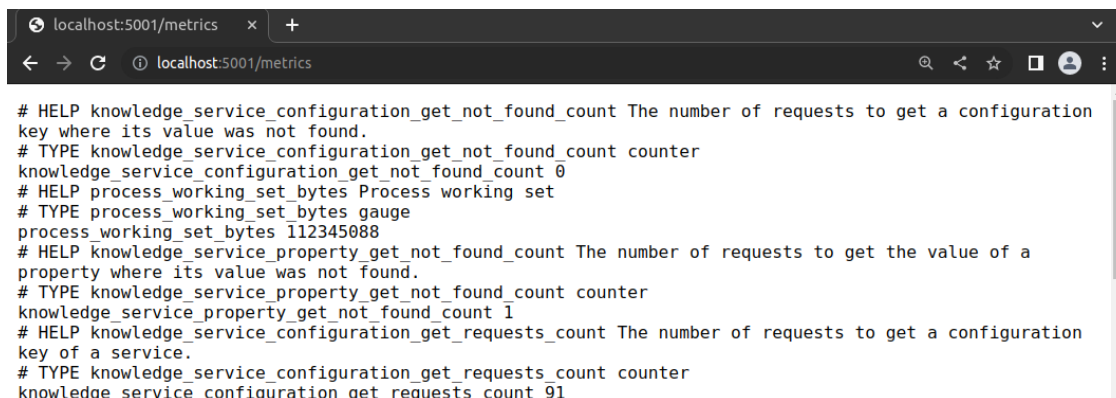 localhost:5001/metrics
localhost:5001/metrics
# HELP knowledge_service_configuration_get_not_found_count The number of requests to get a configuration
key where its value was not found.
# TYPE knowledge_service_configuration_get_not_found_count counter
knowledge_service_configuration_get_not_found_count 0
# HELP process_working_set_bytes Process working set
# TYPE process_working_set_bytes gauge
process_working_set_bytes 112345088
# HELP knowledge_service_property_get_not_found_count The number of requests to get the value of a
property where its value was not found.
# TYPE knowledge_service_property_get_not_found_count counter
knowledge_service_property_get_not_found_count 1
# HELP knowledge_service_configuration_get_requests_count The number of requests to get a configuration
key of a service.
# TYPE knowledge_service_configuration_get_requests_count counter
knowledge_service_configuration_get_requests_count 91